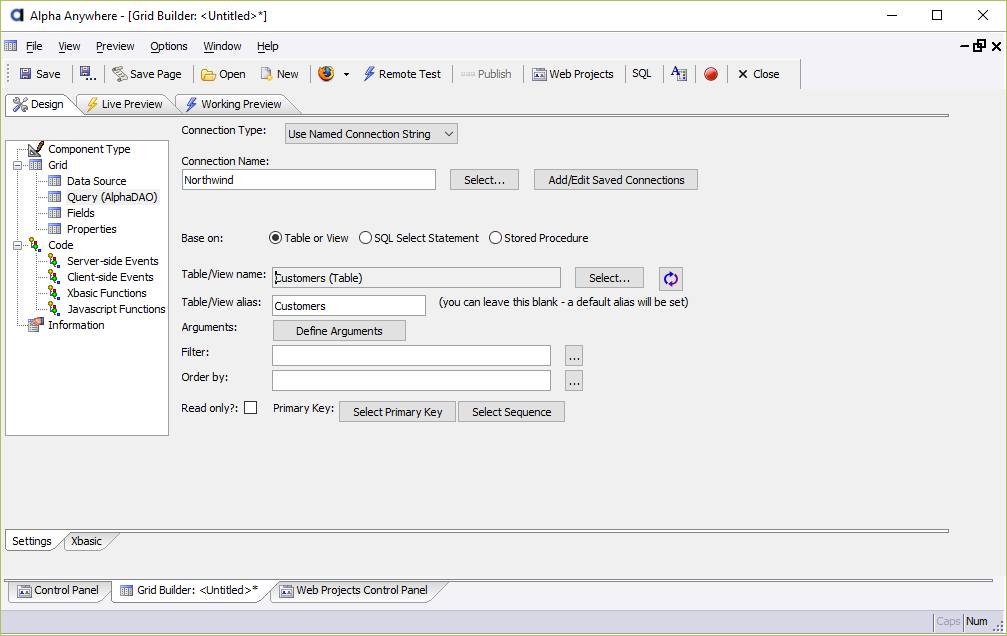 Alpha Anywhere - [Grid Builder: <Untitled>*]
File View Preview Options Window Help
Save Save Page Open New Remote Test Publish Web Projects SQL Close
Design Live Preview Working Preview
Component Type
Grid
Data Source
Query (AlphaDAO)
Fields
Properties
Code
Server-side Events
Client-side Events
Xbasic Functions
Javascript Functions
Information
Connection Type: Use Named Connection String
Connection Name:
Northwind Select... Add/Edit Saved Connections
Base on: Table or View SQL Select Statement Stored Procedure
Table/View name: Customers (Table) Select...
Table/View alias: Customers (you can leave this blank - a default alias will be set)
Arguments: Define Arguments
Filter: ...
Order by: ...
Read only?: Primary Key: Select Primary Key Select Sequence
Settings Xbasic
Control Panel Grid Builder: <Untitled>* Web Projects Control Panel
Caps Num